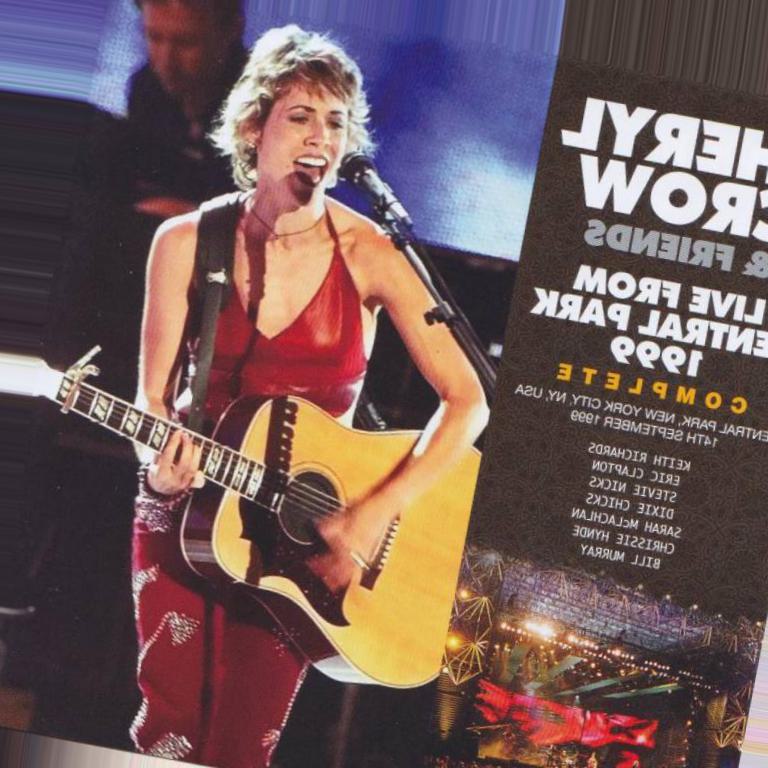 HERYL
CROW
& FRIENDS
LIVE FROM
ENTRAL PARK
1999
COMPLETE
ENTRAL PARK, NEW YORK CITY, NY, USA
14TH SEPTEMBER 1999
KEITH RICHARDS
ERIC CLAPTON
STEVIE NICKS
DIXIE CHICKS
SARAH McLACHLAN
CHRISSIE HYNDE
BILL MURRAY